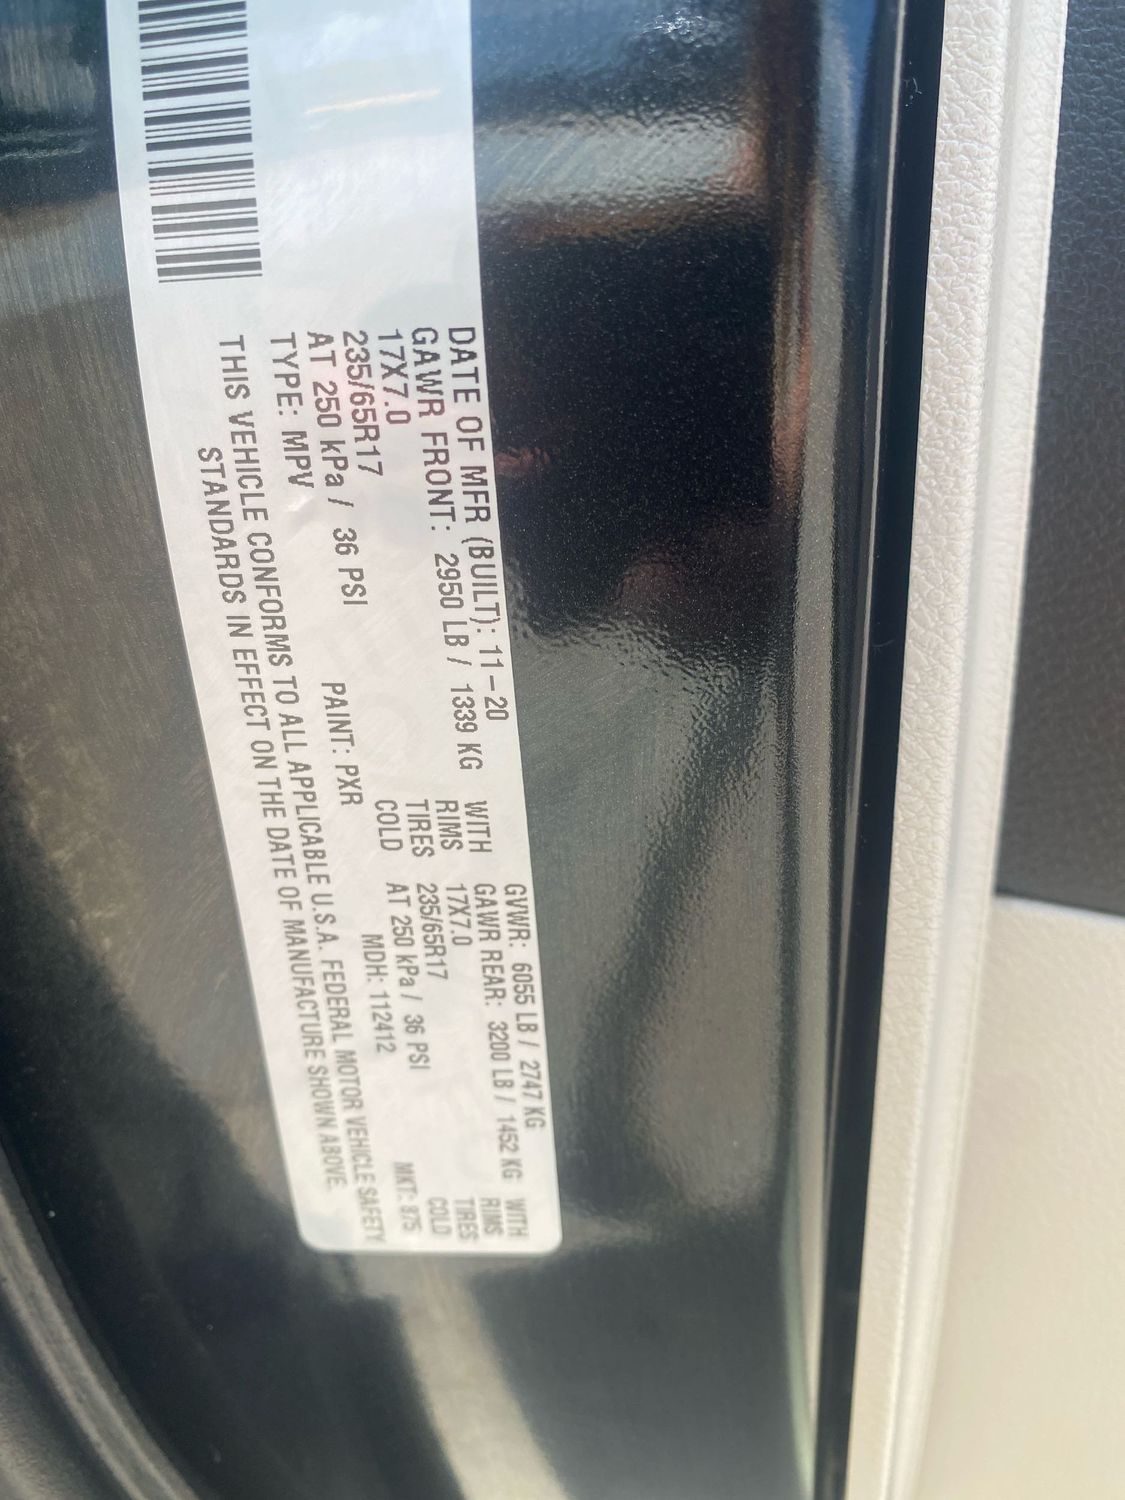 DATE OF MFR (BUILT): 11-20 GVWR: 6055 LB / 2747 KG
GAWR FRONT: 2950 LB / 1339 KG WITH GAWR REAR: 3200 LB / 1452 KG WITH
17X7.0 RIMS 17X7.0 RIMS
235/65R17 TIRES 235/65R17 TIRES
AT 250 kPa / 36 PSI COLD AT 250 kPa / 36 PSI COLD
TYPE: MPV PAINT: PXR MDH: 112412 MKT: 875
THIS VEHICLE CONFORMS TO ALL APPLICABLE U.S.A. FEDERAL MOTOR VEHICLE SAFETY
STANDARDS IN EFFECT ON THE DATE OF MANUFACTURE SHOWN ABOVE.